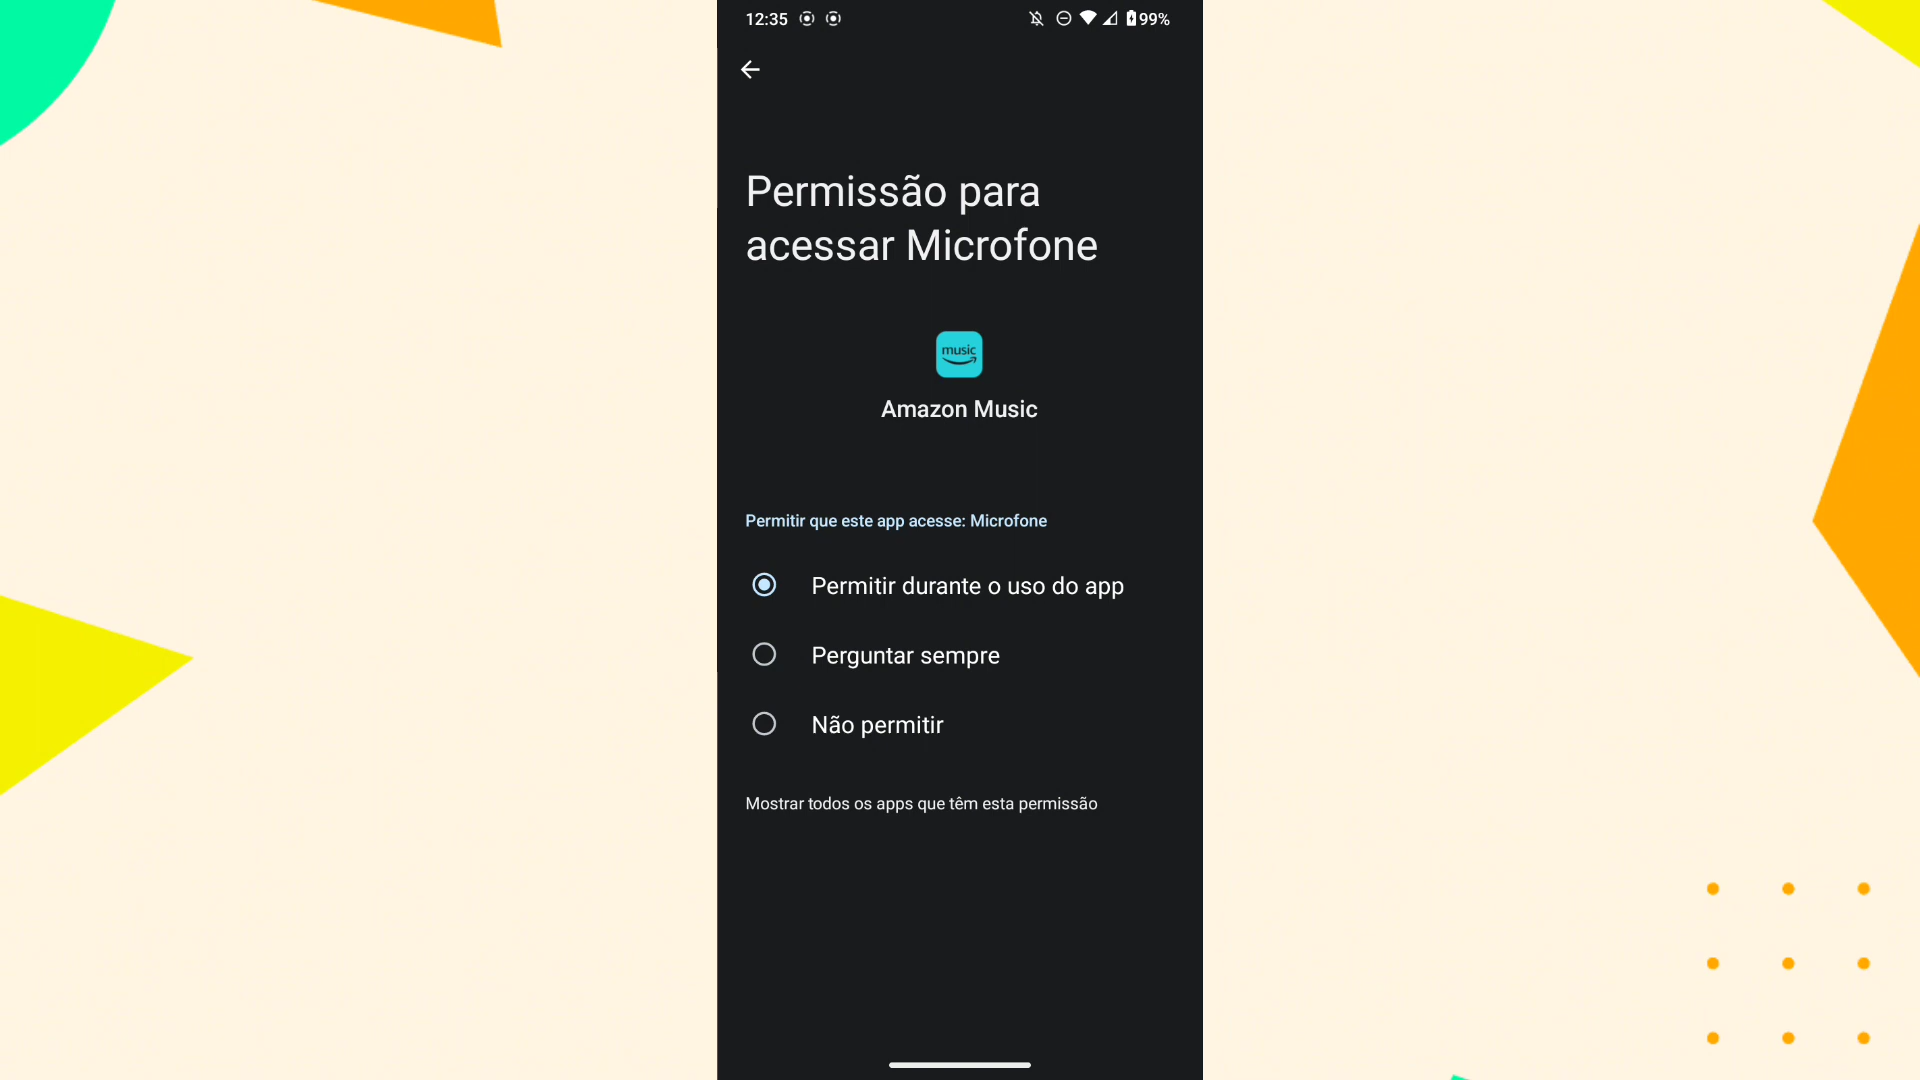 12:35
99%
Permissão para
acessar Microfone
music
Amazon Music
Permitir que este app acesse: Microfone
Permitir durante o uso do app
Perguntar sempre
Não permitir
Mostrar todos os apps que têm esta permissão